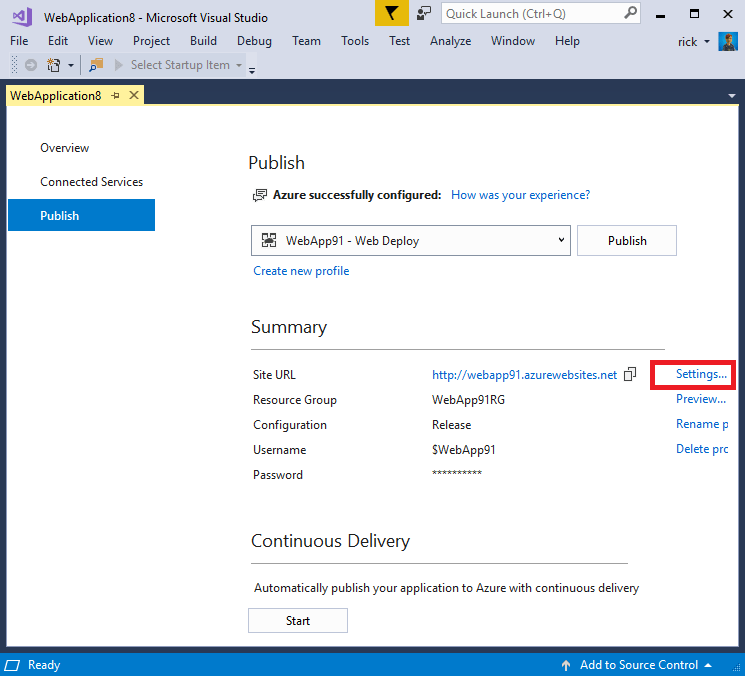 WebApplication8 - Microsoft Visual Studio
Quick Launch (Ctrl+Q)
File Edit View Project Build Debug Team Tools Test Analyze Window Help rick
Select Startup Item
WebApplication8
Overview
Connected Services
Publish
Publish
Azure successfully configured: How was your experience?
WebApp91 - Web Deploy
Publish
Create new profile
Summary
Site URL http://webapp91.azurewebsites.net Settings...
Resource Group WebApp91RG Preview...
Configuration Release Rename p
Username $WebApp91 Delete pro
Password **********
Continuous Delivery
Automatically publish your application to Azure with continuous delivery
Start
Ready Add to Source Control